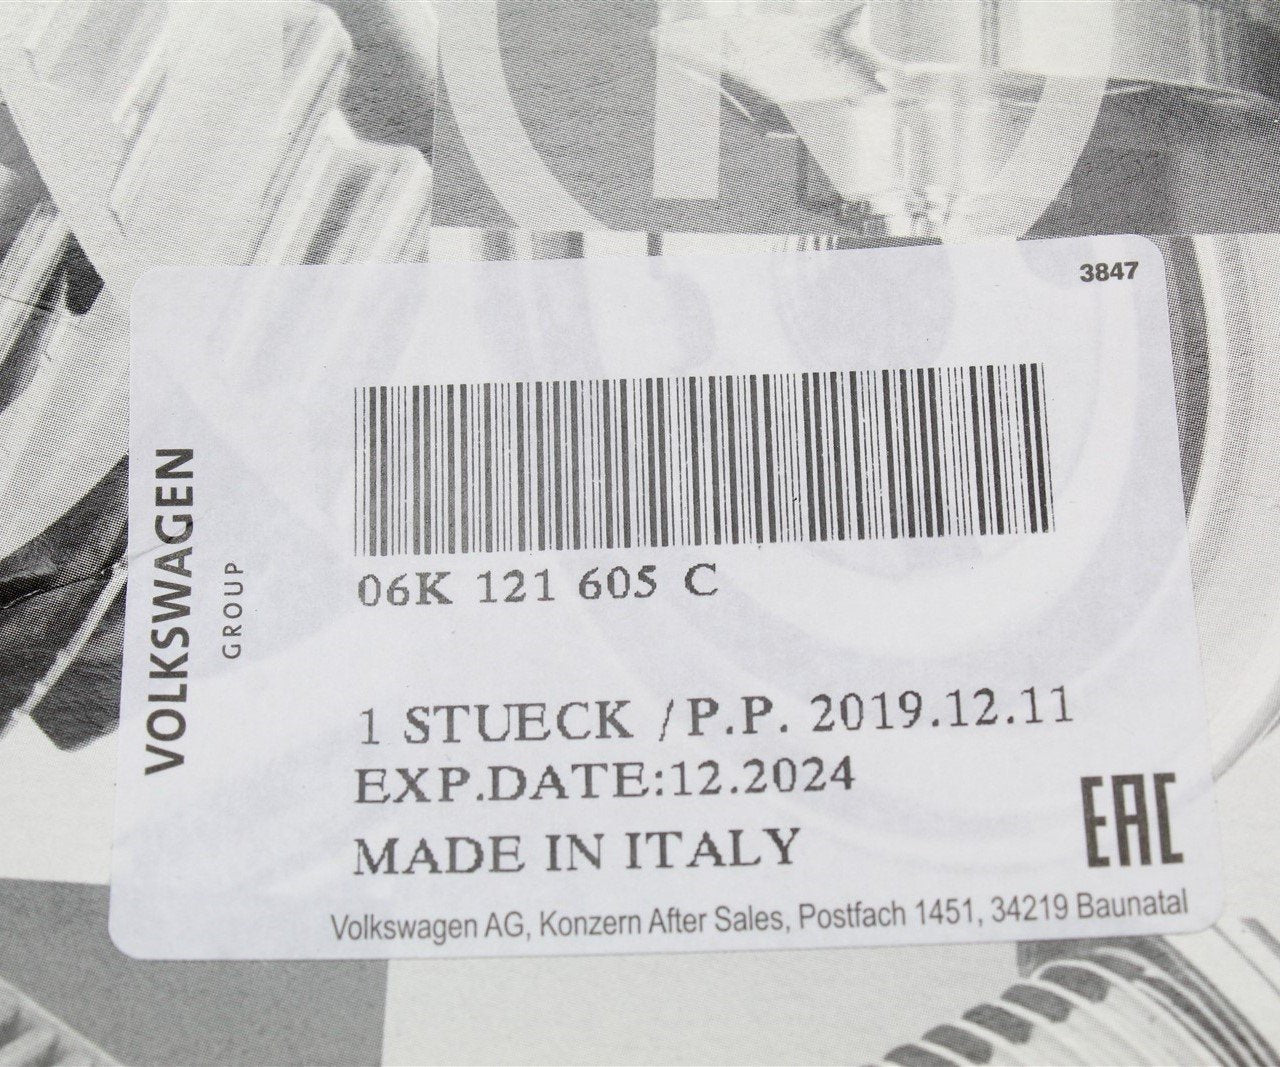 3847
VOLKSWAGEN
GROUP
06K 121 605 C
1 STUECK /P.P. 2019.12.11
EXP.DATE:12.2024
MADE IN ITALY
EAC
Volkswagen AG, Konzern After Sales, Postfach 1451, 34219 Baunatal